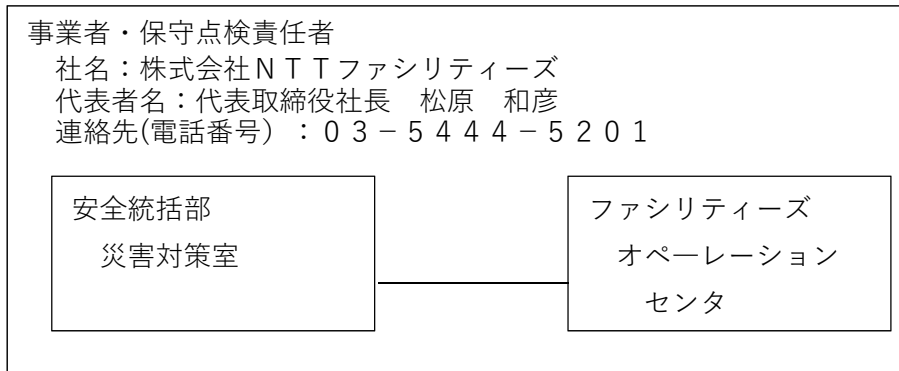 事業者・保守点検責任者
社名：株式会社ＮＴＴファシリティーズ
代表者名：代表取締役社長　松原　和彦
連絡先(電話番号）：０３－５４４４－５２０１
安全統括部
災害対策室
ファシリティーズ
オペ―レーション
センタ